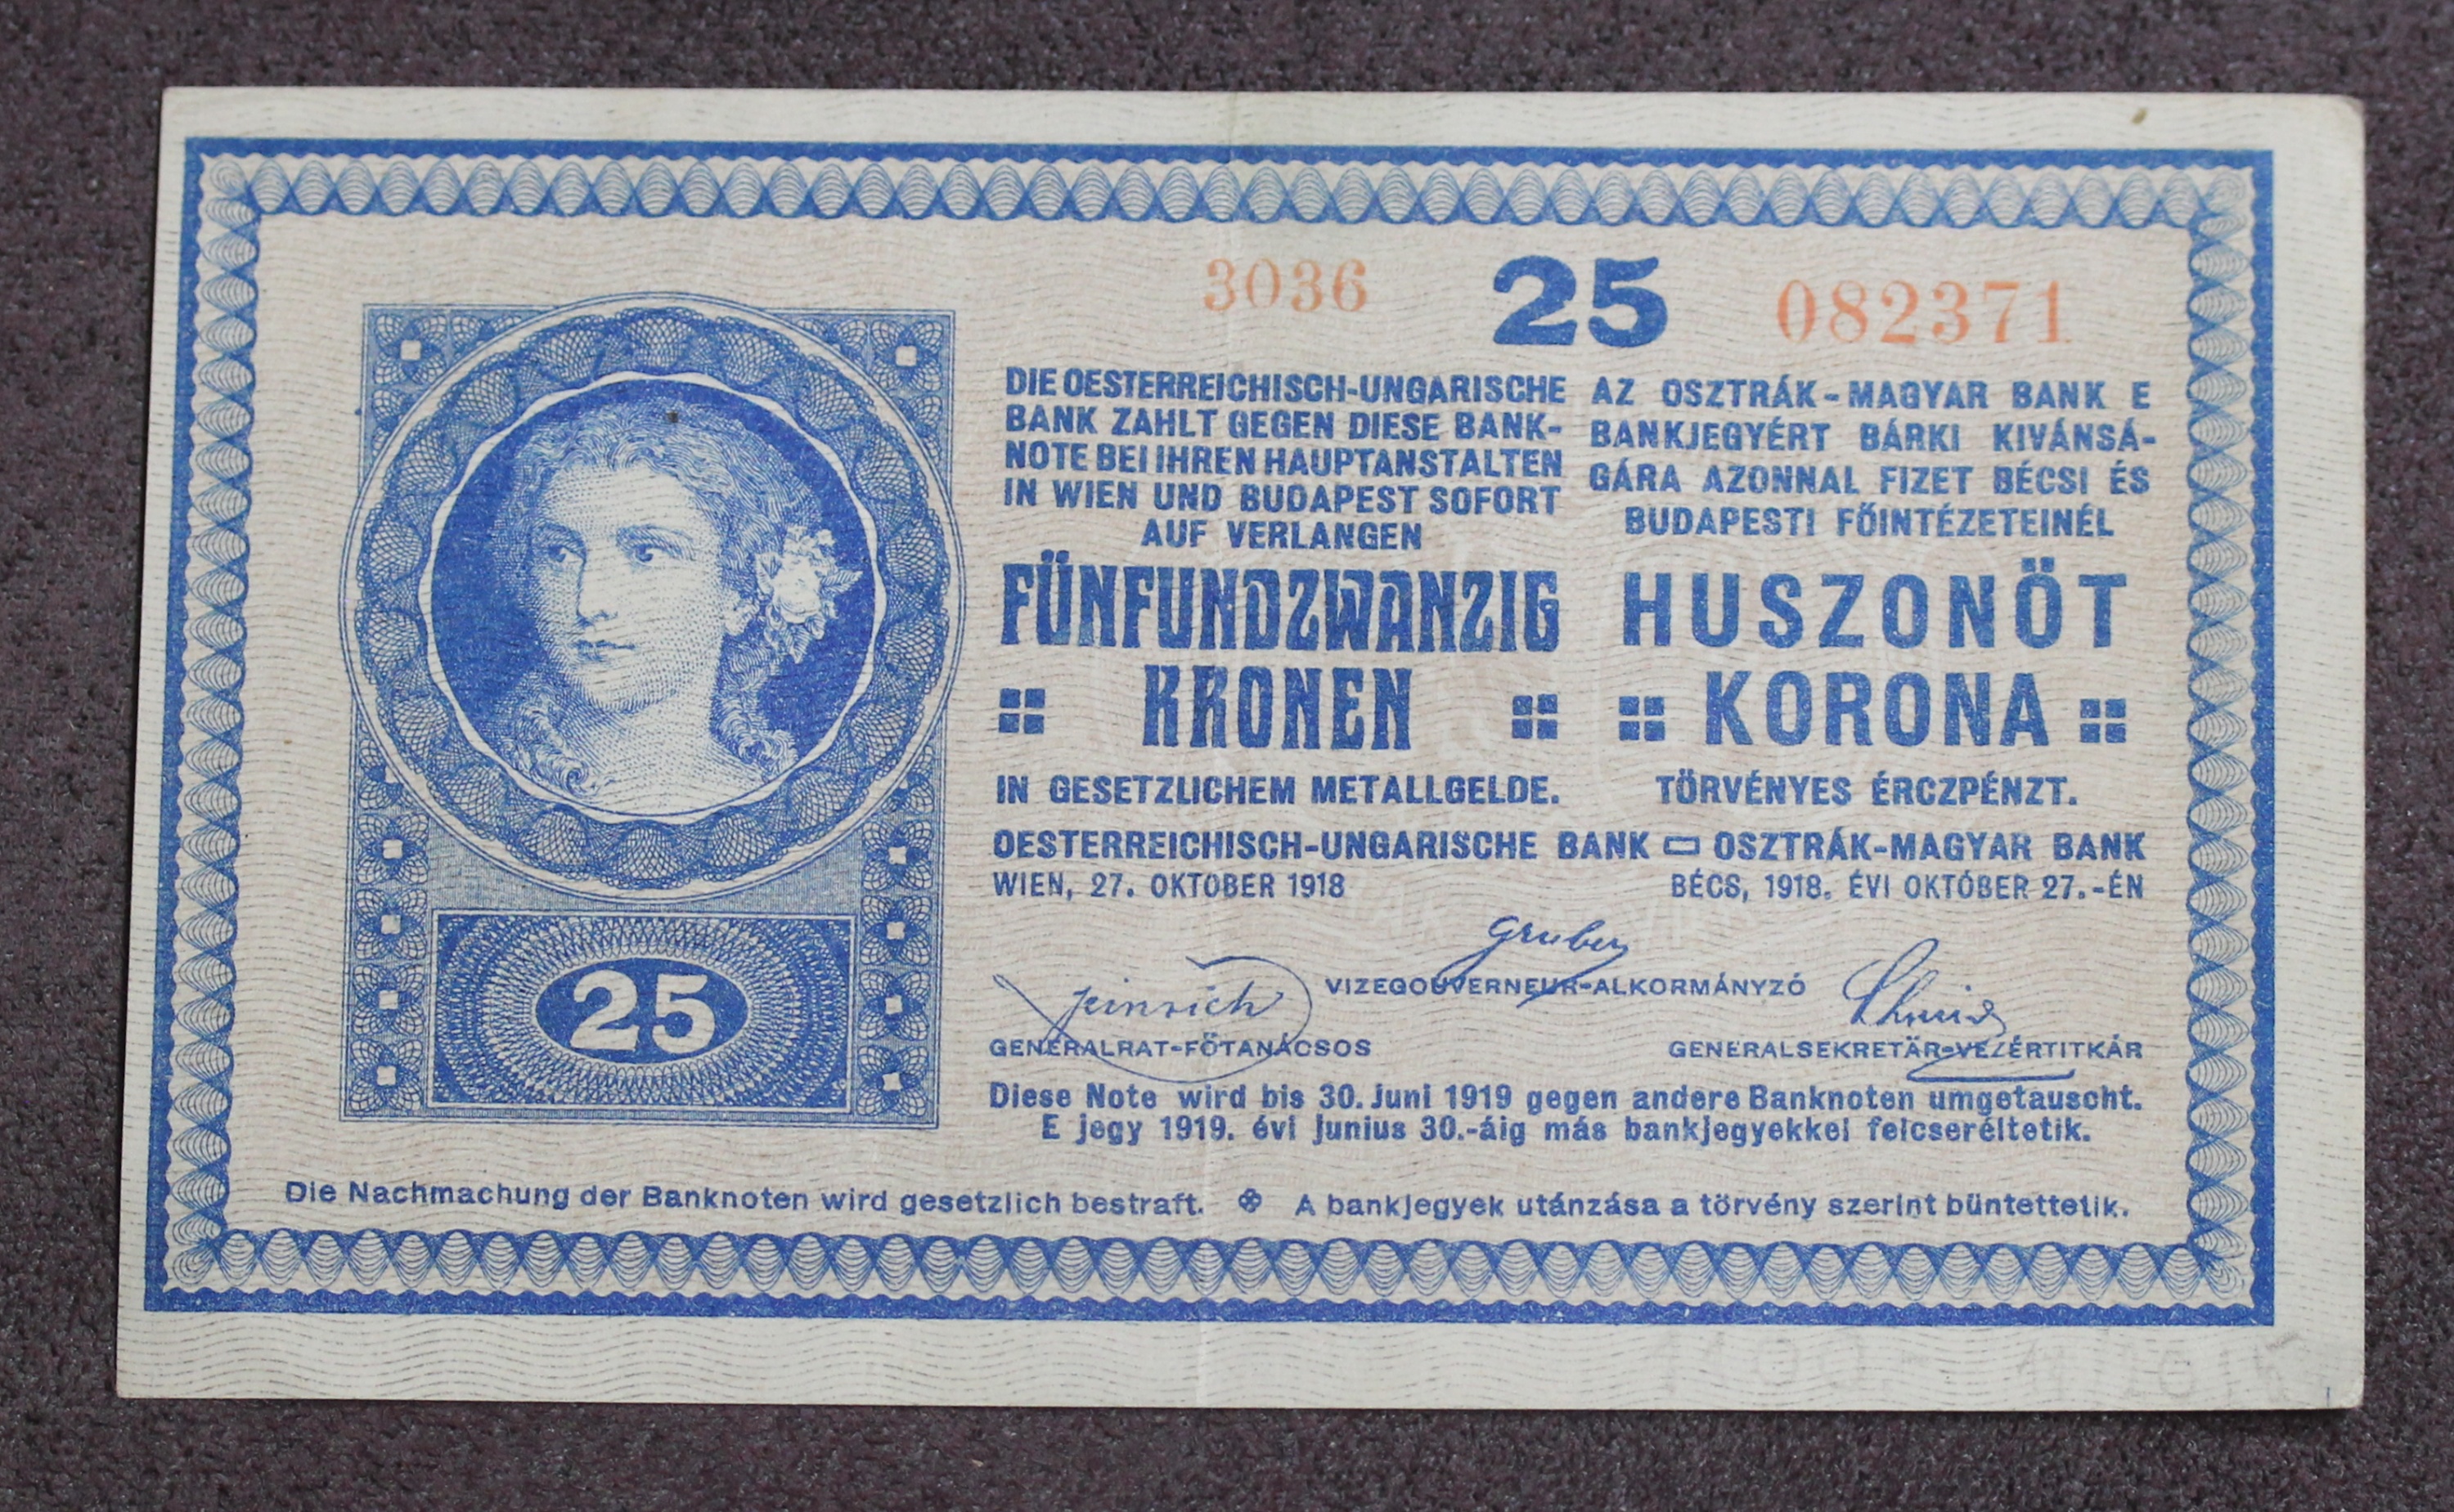 3036 25 082371
DIE OESTERREICHISCH-UNGARISCHE
BANK ZAHLT GEGEN DIESE BANK-
NOTE BEI IHREN HAUPTANSTALTEN
IN WIEN UND BUDAPEST SOFORT
AUF VERLANGEN
FÜNFUNDZWANZIG
KRONEN
IN GESETZLICHEM METALLGELDE.
AZ OSZTRÁK-MAGYAR BANK E
BANKJEGYÉRT BÁRKI KIVÁNSÁ-
GÁRA AZONNAL FIZET BÉCSI ÉS
BUDAPESTI FŐINTÉZETEINÉL
HUSZONÖT
KORONA
TÖRVÉNYES ÉRCZPÉNZT.
OESTERREICHISCH-UNGARISCHE BANK OSZTRÁK-MAGYAR BANK
WIEN, 27. OKTOBER 1918 BÉCS, 1918. ÉVI OKTÓBER 27.-ÉN
Gruber
VIZEGOUVERNEUR-ALKORMÁNYZÓ
25
GENERALRAT-FŐTANÁCSOS GENERALSEKRETÄR-VEZÉRTITKÁR
Diese Note wird bis 30. Juni 1919 gegen andere Banknoten umgetauscht.
E jegy 1919. évi junius 30.-áig más bankjegyekkel felcseréltetik.
Die Nachmachung der Banknoten wird gesetzlich bestraft. A bankjegyek utánzása a törvény szerint büntettetik.